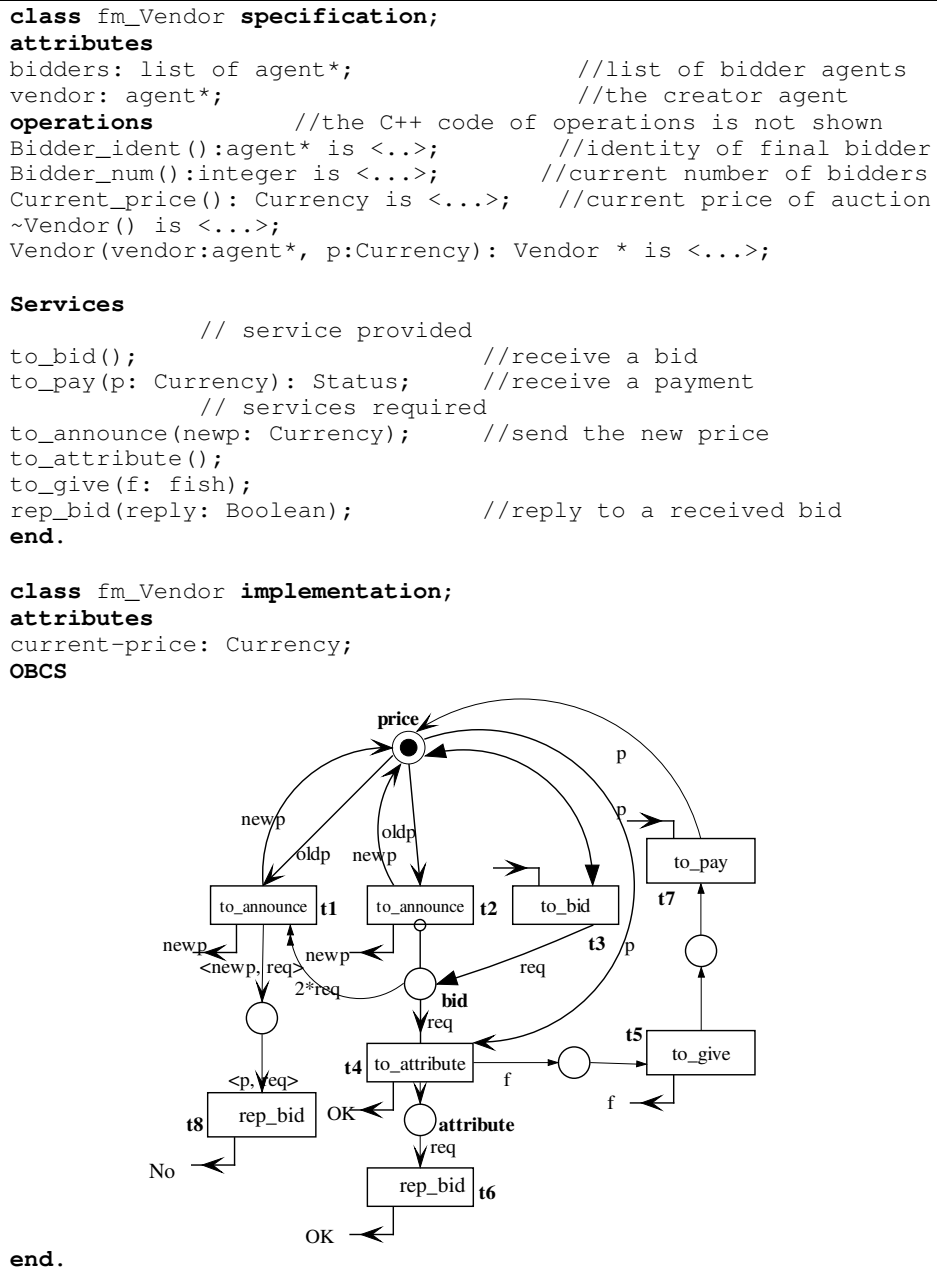 class fm_Vendor specification;
attributes
bidders: list of agent*; //list of bidder agents
vendor: agent*; //the creator agent
operations //the C++ code of operations is not shown
Bidder_ident():agent* is <..>; //identity of final bidder
Bidder_num():integer is <...>; //current number of bidders
Current_price(): Currency is <...>; //current price of auction
~Vendor() is <...>;
Vendor(vendor:agent*, p:Currency): Vendor * is <...>;
Services
// service provided
to_bid(); //receive a bid
to_pay(p: Currency): Status; //receive a payment
// services required
to_announce(newp: Currency); //send the new price
to_attribute();
to_give(f: fish);
rep_bid(reply: Boolean); //reply to a received bid
end.
class fm_Vendor implementation;
attributes
current-price: Currency;
OBCS
price
p
newp
oldp
newp
oldp
p
to_pay
t7
to_announce t1
to_announce t2
to_bid
t3
newp
<newp, req>
newp
2*req
req
p
bid
req
t5
to_give
t4 to_attribute
f
f
<p, req>
OK
attribute
t8 rep_bid
req
No
rep_bid t6
OK
end.